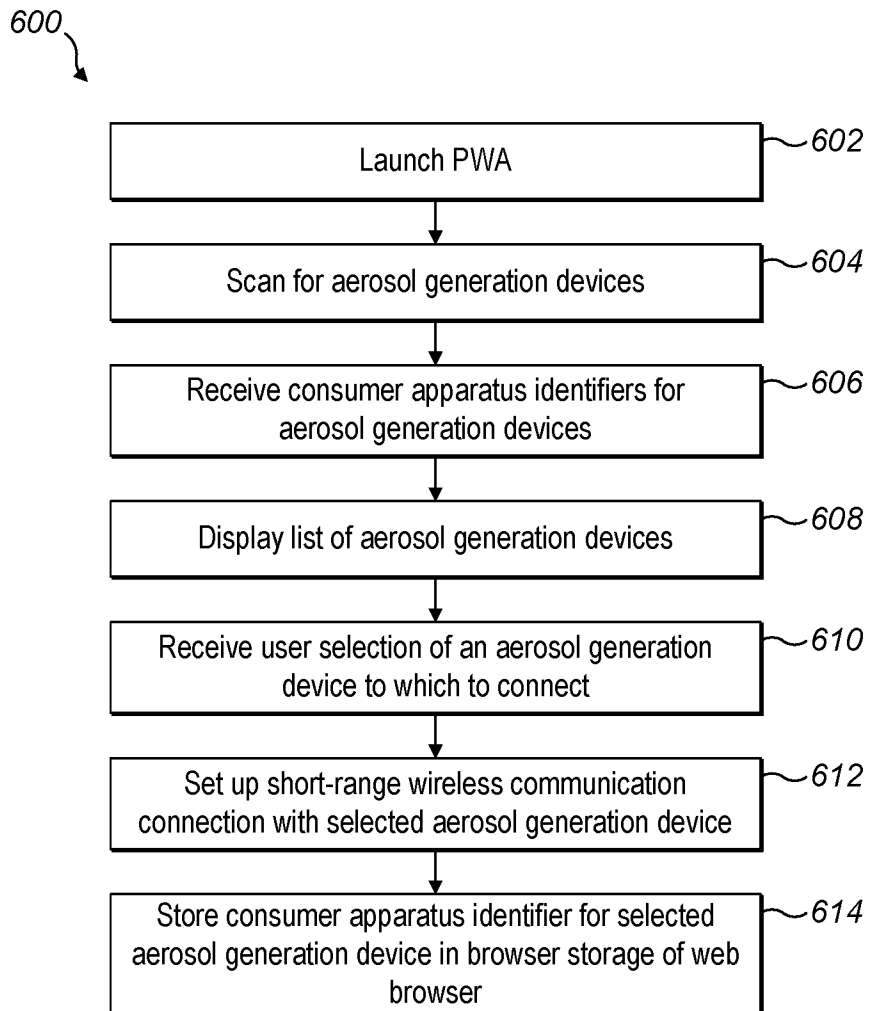 600
Launch PWA
602
Scan for aerosol generation devices
604
Receive consumer apparatus identifiers for
aerosol generation devices
606
Display list of aerosol generation devices
608
Receive user selection of an aerosol generation
device to which to connect
610
Set up short-range wireless communication
connection with selected aerosol generation device
612
Store consumer apparatus identifier for selected
aerosol generation device in browser storage of web
browser
614